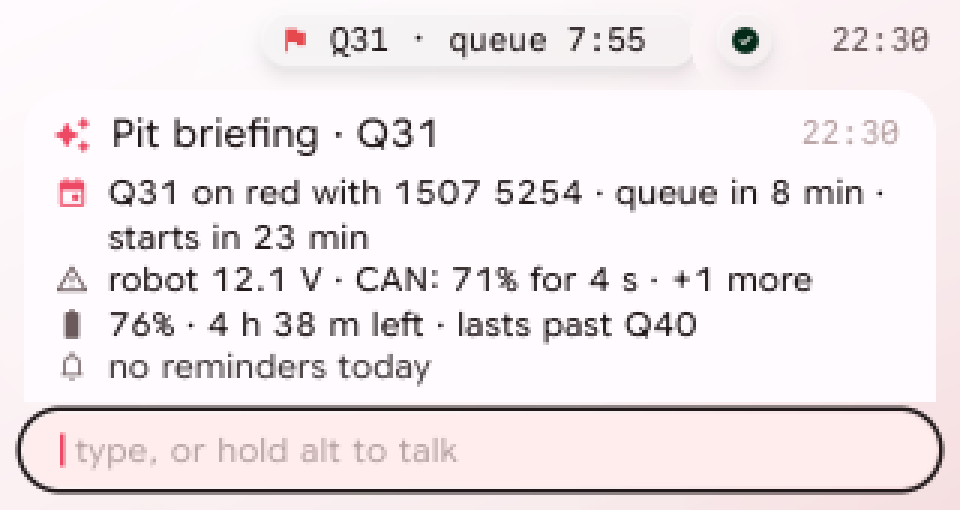 Q31 · queue 7:55
22:30
Pit briefing · Q31
22:30
Q31 on red with 1507 5254 · queue in 8 min ·
starts in 23 min
robot 12.1 V · CAN: 71% for 4 s · +1 more
76% · 4 h 38 m left · lasts past Q40
no reminders today
type, or hold alt to talk